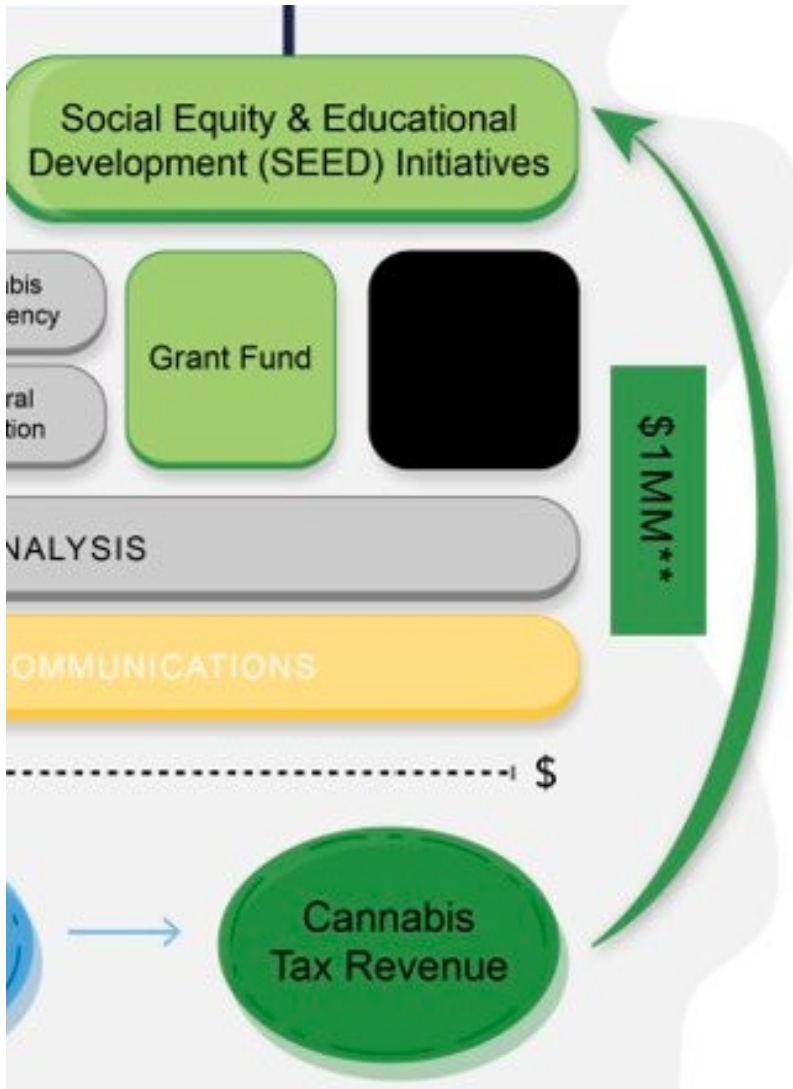 Social Equity & Educational
Development (SEED) Initiatives
Grant Fund
$1MM**
NALYSIS
OMMUNICATIONS
$
Cannabis
Tax Revenue